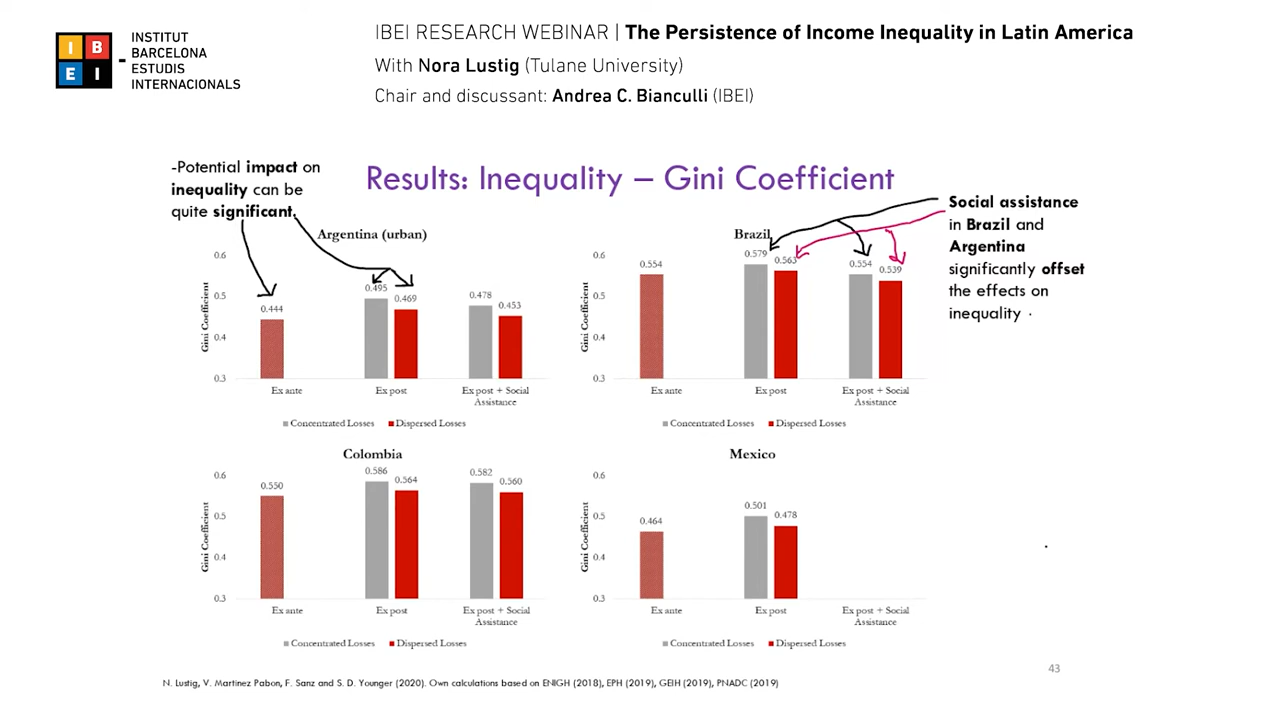 I B
E I
INSTITUT
BARCELONA
ESTUDIS
INTERNACIONALS
IBEI RESEARCH WEBINAR | The Persistence of Income Inequality in Latin America
With Nora Lustig (Tulane University)
Chair and discussant: Andrea C. Bianculli (IBEI)
-Potential impact on
inequality can be
quite significant.
Results: Inequality – Gini Coefficient
Social assistance
in Brazil and
Argentina
significantly offset
the effects on
inequality .
Argentina (urban)
Gini Coefficient
0.6
0.5
0.4
0.3
0.444
0.495
0.469
0.478
0.453
Ex ante
Ex post
Ex post + Social
Assistance
Concentrated Losses Dispersed Losses
Brazil
Gini Coefficient
0.6
0.5
0.4
0.3
0.554
0.579
0.563
0.554
0.539
Ex ante
Ex post
Ex post + Social
Assistance
Concentrated Losses Dispersed Losses
Colombia
Gini Coefficient
0.6
0.5
0.4
0.3
0.550
0.586
0.564
0.582
0.560
Ex ante
Ex post
Ex post + Social
Assistance
Concentrated Losses Dispersed Losses
Mexico
Gini Coefficient
0.6
0.5
0.4
0.3
0.464
0.501
0.478
Ex ante
Ex post
Ex post + Social
Assistance
Concentrated Losses Dispersed Losses
43
N. Lustig, V. Martinez Pabon, F. Sanz and S. D. Younger (2020). Own calculations based on ENIGH (2018), EPH (2019), GEIH (2019), PNADC (2019)